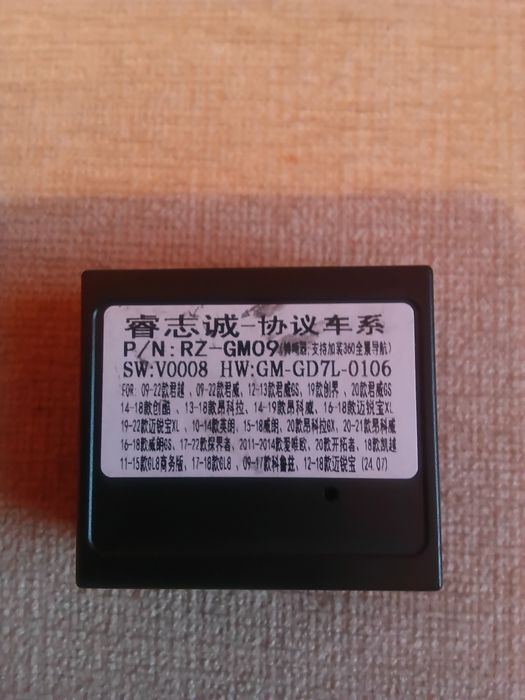 睿志诚-协议车系
P/N:RZ-GM09(蜂鸣器,支持加装360全景导航)
SW:V0008 HW:GM-GD7L-0106
FOR: 09-22款君越、09-22款君威、12-13款君威GS、19款创界、20款君威GS
14-18款创酷、13-18款昂科拉、14-19款昂科威、16-18款迈锐宝XL
19-22款迈锐宝XL、10-14款英朗、15-18款威朗、20款昂科拉GX、20-21款昂科威
16-18款威朗GS、17-22款探界者、2011-2014款爱唯欧、20款开拓者、18款凯越
11-15款GL8商务版、17-18款GL8、09-17款科鲁兹、12-18款迈锐宝 (24.07)